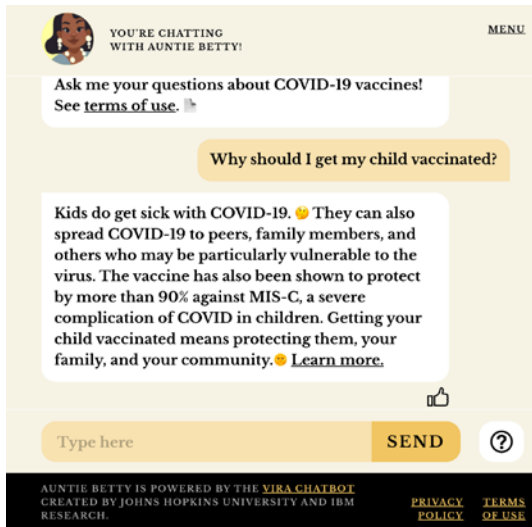 YOU'RE CHATTING
WITH AUNTIE BETTY!
MENU
Ask me your questions about COVID-19 vaccines!
See terms of use.
Why should I get my child vaccinated?
Kids do get sick with COVID-19. 🤔 They can also
spread COVID-19 to peers, family members, and
others who may be particularly vulnerable to the
virus. The vaccine has also been shown to protect
by more than 90% against MIS-C, a severe
complication of COVID in children. Getting your
child vaccinated means protecting them, your
family, and your community. Learn more.
Type here
SEND
?
AUNTIE BETTY IS POWERED BY THE VIRA CHATBOT
CREATED BY JOHNS HOPKINS UNIVERSITY AND IBM
RESEARCH.
PRIVACY
POLICY
TERMS
OF USE